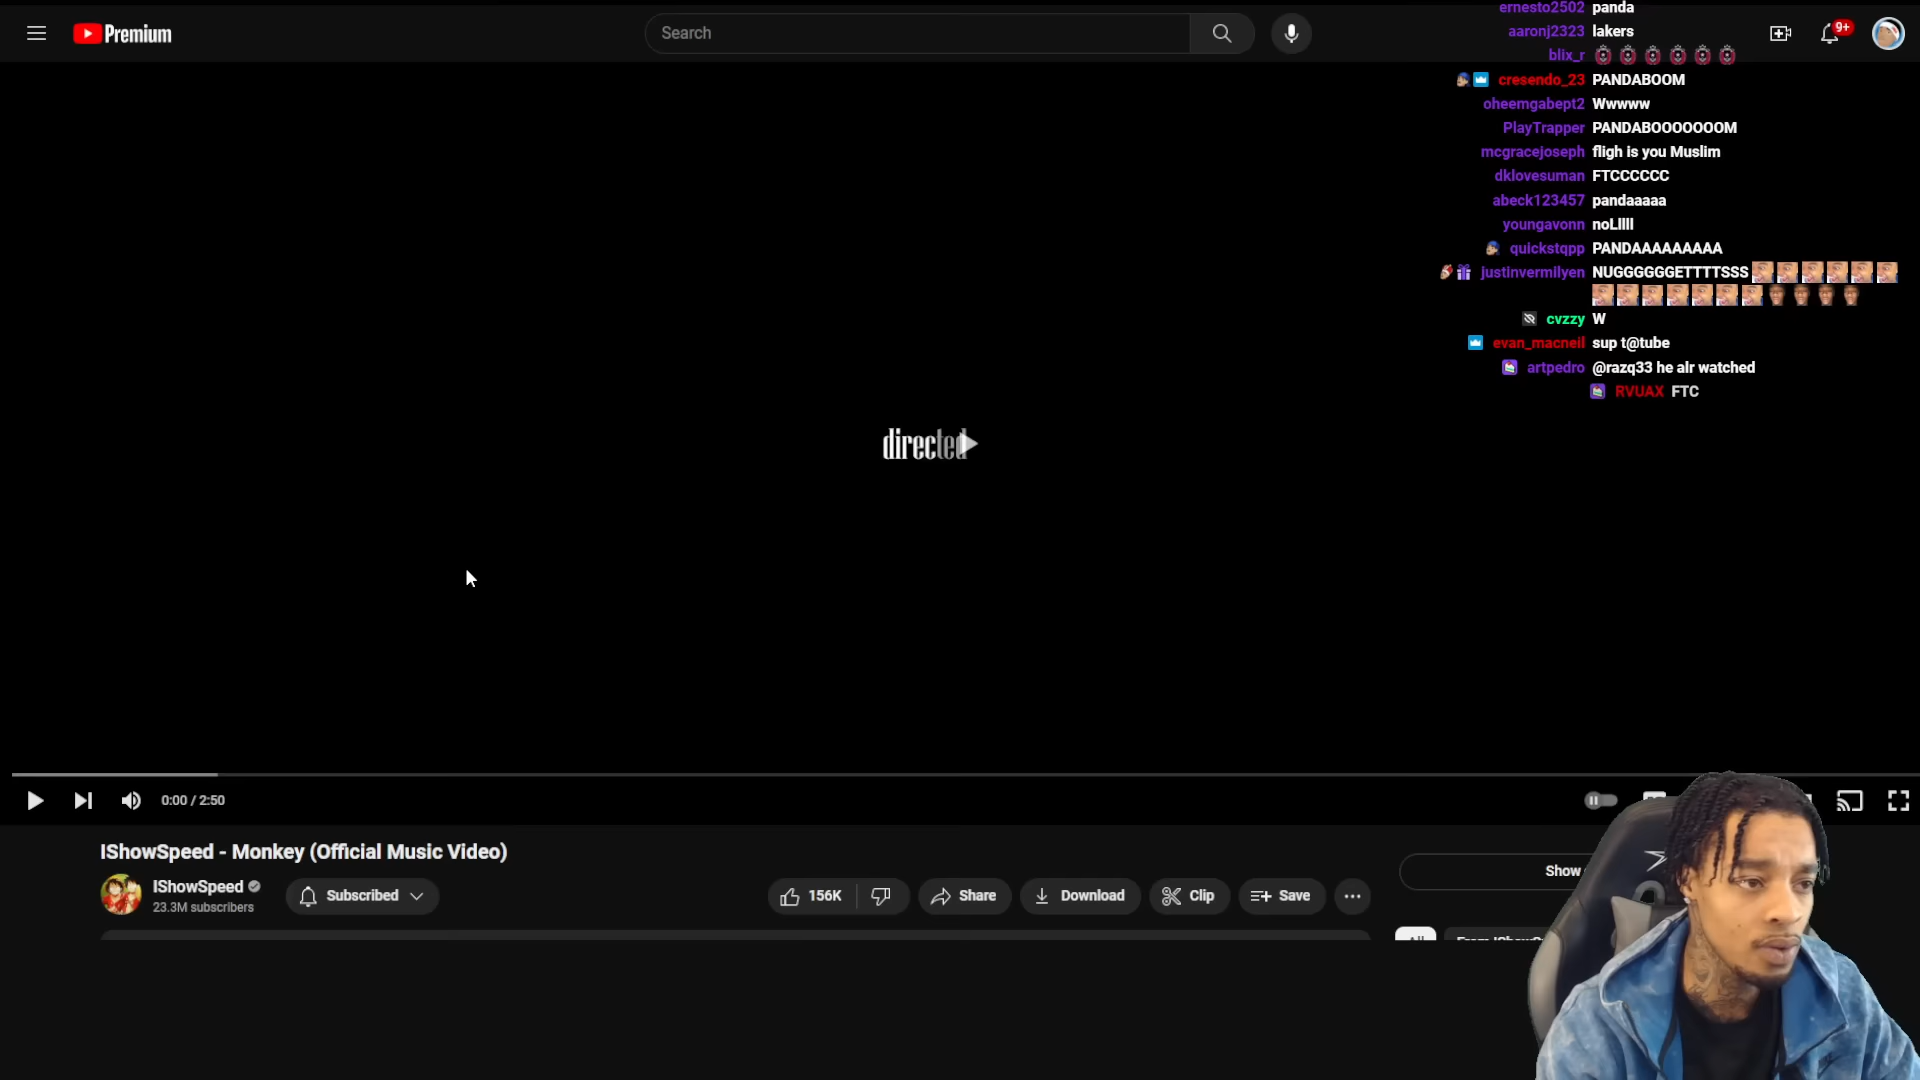 Premium
Search
9+
ernesto2502 panda
aaronj2323 lakers
blix_r
cresendo_23 PANDABOOM
oheemgabept2 Wwwww
PlayTrapper PANDABOOOOOOOM
mcgracejoseph fligh is you Muslim
dklovesuman FTCCCCCC
abeck123457 pandaaaaa
youngavonn noLllll
quickstqpp PANDAAAAAAAAA
justinvermilyen NUGGGGGGETTTTSSS
cvzzy W
evan_macneil sup t@tube
artpedro @razq33 he alr watched
RVUAX FTC
directed
0:00 / 2:50
IShowSpeed - Monkey (Official Music Video)
IShowSpeed
23.3M subscribers
Subscribed
156K
Share
Download
Clip
Save
Show
All